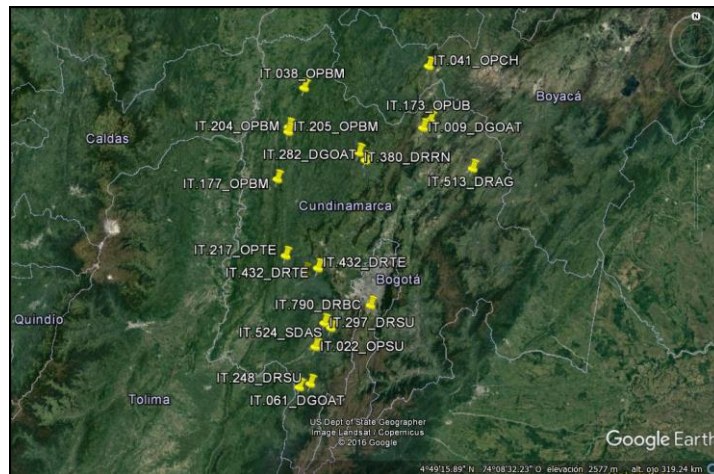 N
IT.041_OPCH
IT.038_OPBM
Boyacá
IT.173_OPUB
IT.204_OPBM
IT.205_OPBM
IT.009_DGOAT
Caldas
IT.282_DGOAT
IT.380_DRRN
IT.513_DRAG
IT.177_OPBM
Cundinamarca
IT.217_OPTE
IT.432_DRTE
IT.432_DRTE
Bogotá
IT.790_DRBC
Quindío
IT.297_DRSU
IT.524_SDAS
IT.022_OPSU
IT.248_DRSU
Tolima
IT.061_DGOAT
US Dept of State Geographer
Image Landsat / Copernicus
© 2016 Google
Google Earth
4°49'15.89" N 74°08'32.23" O elevación 2577 m alt. ojo 319.24 km